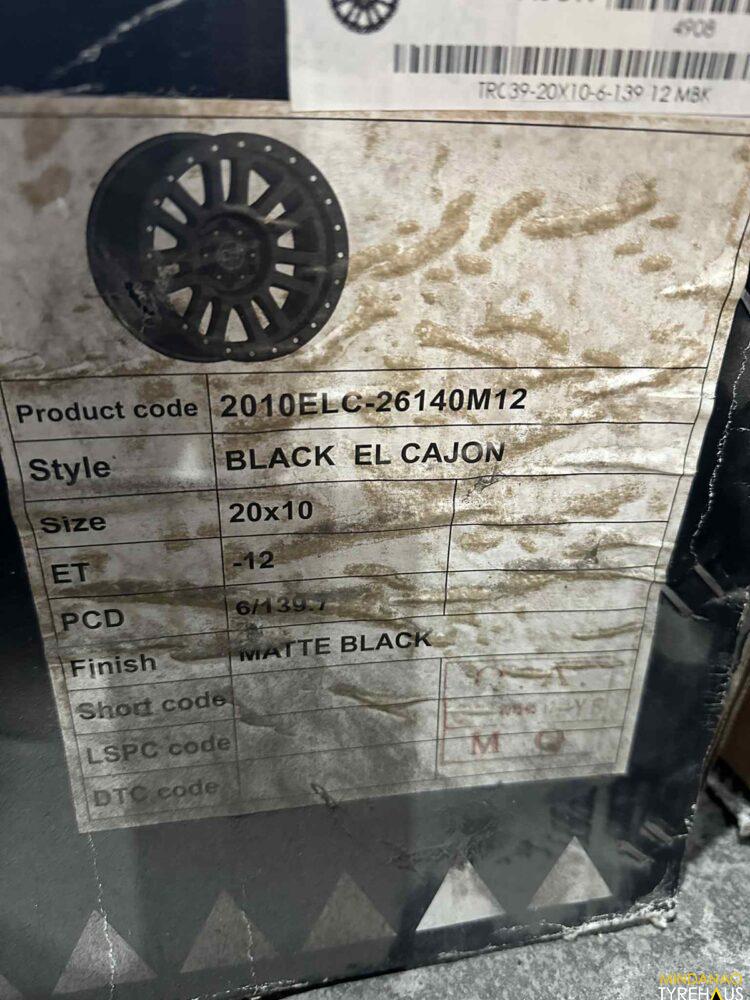 4908
TRC39-20X10-6-139 12 MBK
Product code 2010ELC-26140M12
Style BLACK EL CAJON
Size 20x10
ET -12
PCD 6/139.7
Finish MATTE BLACK
Short code
LSPC code
DTC code
MINDANAO
TYREHAUS